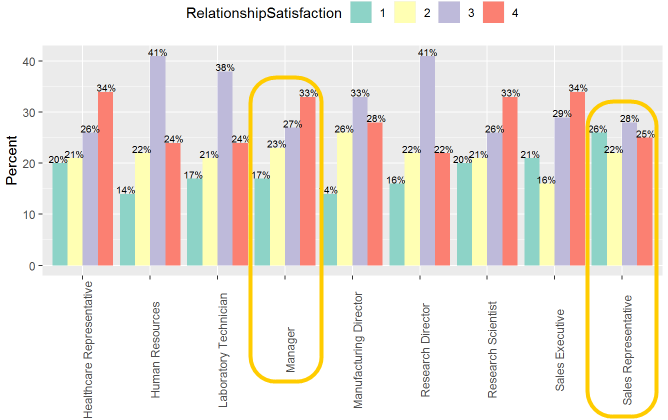 RelationshipSatisfaction 1 2 3 4
Percent
40
30
20
10
0
20% 21% 26% 34%
14% 22% 41% 24%
17% 21% 38% 24%
17% 23% 27% 33%
4% 26% 33% 28%
16% 22% 41% 22%
20% 21% 26% 33%
21% 16% 29% 34%
26% 22% 28% 25%
Healthcare Representative
Human Resources
Laboratory Technician
Manager
Manufacturing Director
Research Director
Research Scientist
Sales Executive
Sales Representative